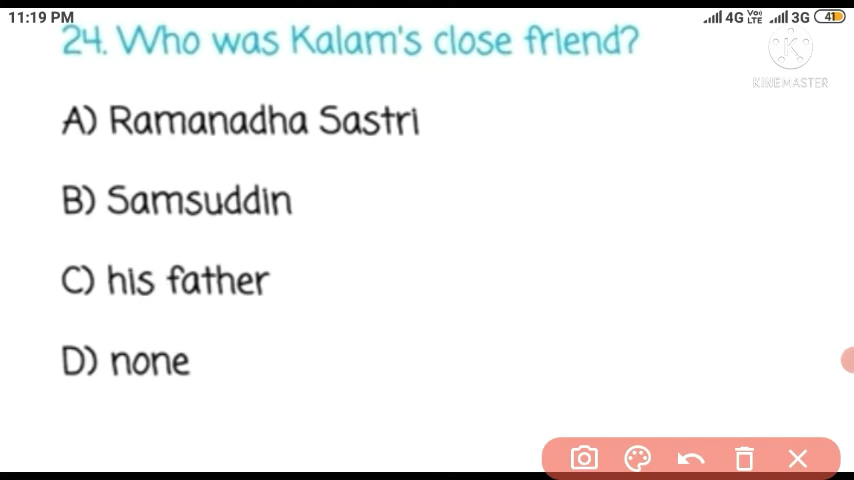 11:19 PM
4G VoLTE 3G 41
24. Who was Kalam's close friend?
KINEMASTER
A) Ramanadha Sastri
B) Samsuddin
C) his father
D) none